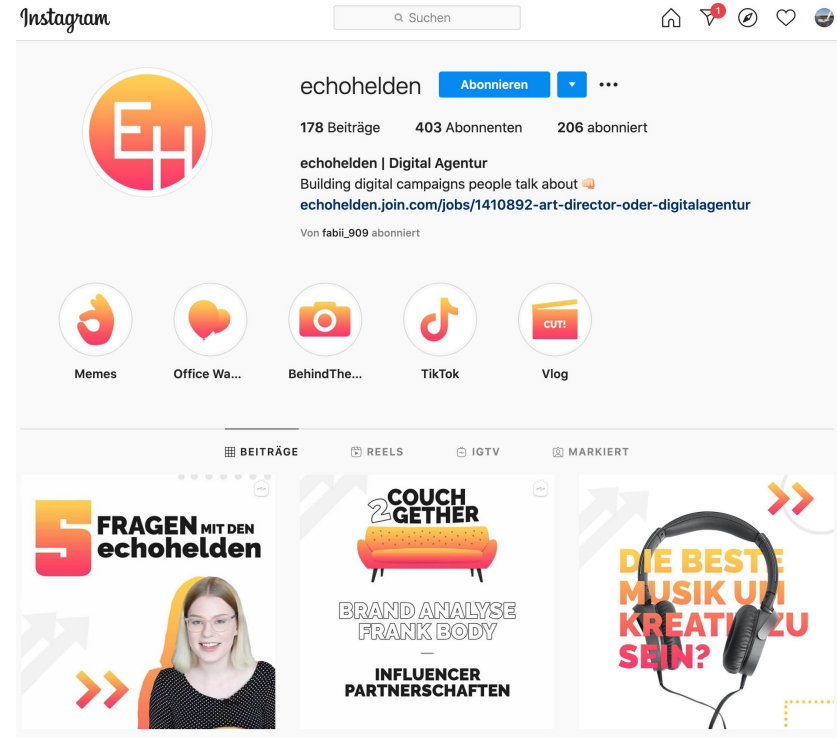 Instagram
Suchen
1
EH
echohelden Abonnieren
178 Beiträge 403 Abonnenten 206 abonniert
echohelden | Digital Agentur
Building digital campaigns people talk about
echohelden.join.com/jobs/1410892-art-director-oder-digitalagentur
Von fabii_909 abonniert
CUT!
Memes Office Wa... BehindThe... TikTok Vlog
BEITRÄGE REELS IGTV MARKIERT
5 FRAGEN MIT DEN
echohelden
COUCH
2GETHER
BRAND ANALYSE
FRANK BODY
INFLUENCER
PARTNERSCHAFTEN
DIE BESTE
MUSIK UM
KREATIV ZU
SEIN?